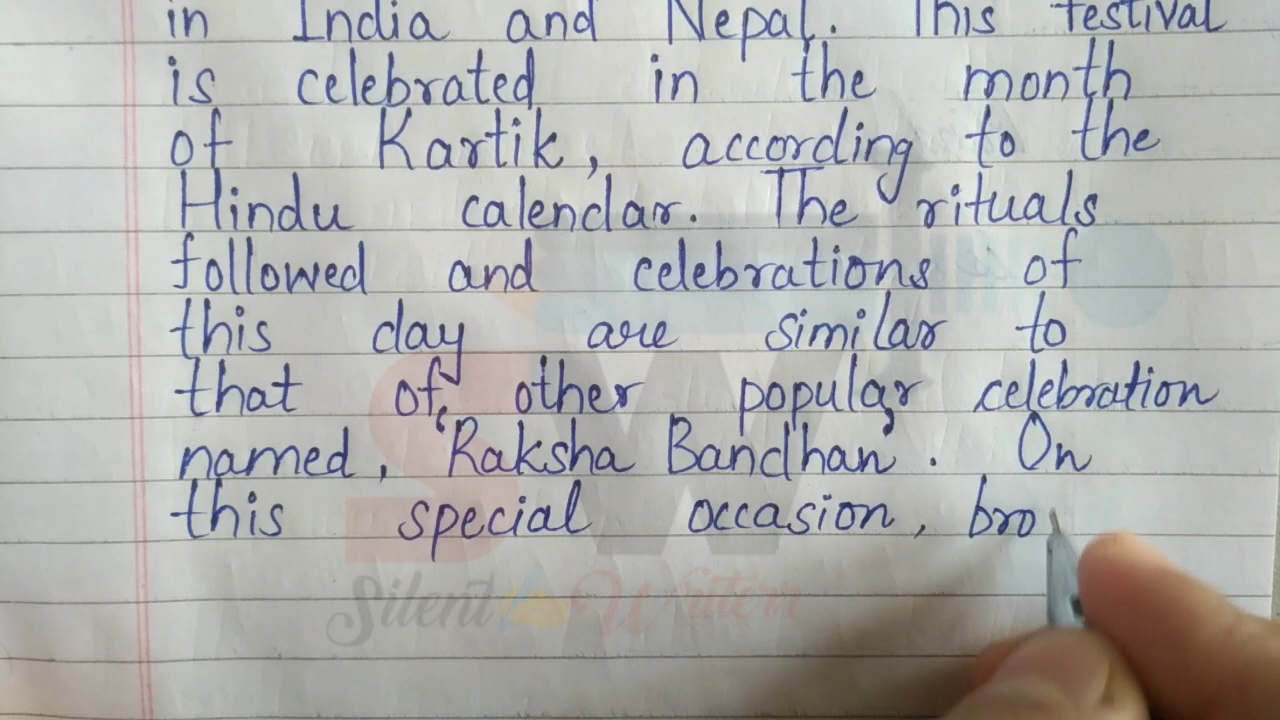 in India and Nepal. This festival
is celebrated in the month
of Kartik, according to the
Hindu calendar. The rituals
followed and celebrations of
this day are similar to
that of other popular celebration
named, 'Raksha Bandhan'. On
this special occasion, bro
Silent Writern